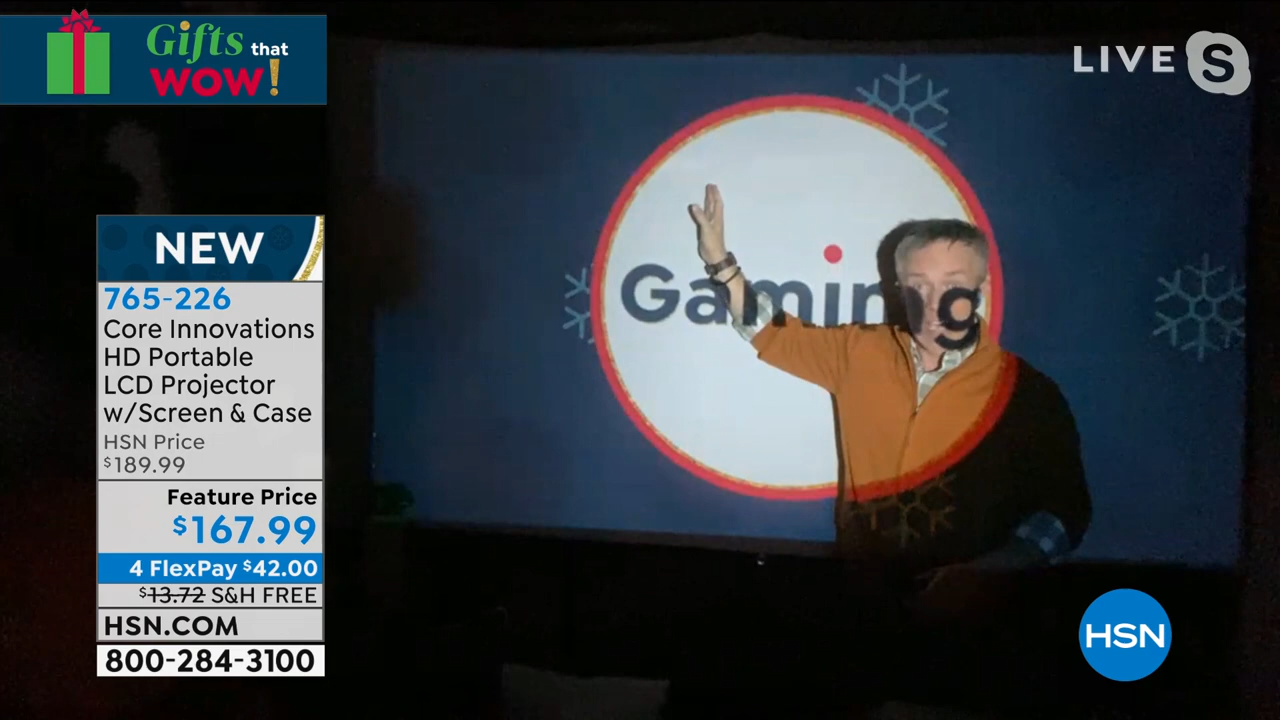 Gifts that
WOW!
LIVE S
NEW
765-226
Core Innovations
HD Portable
LCD Projector
w/Screen & Case
HSN Price
$189.99
Feature Price
$167.99
4 FlexPay $42.00
$13.72 S&H FREE
HSN.COM
800-284-3100
Gaming
HSN